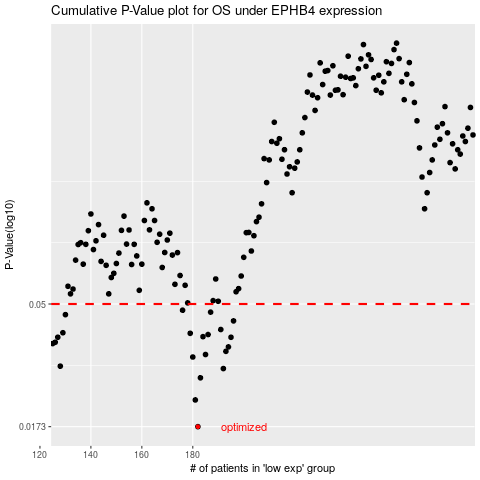 Cumulative P-Value plot for OS under EPHB4 expression
P-Value(log10)
0.05
0.0173
optimized
120 140 160 180
# of patients in 'low exp' group